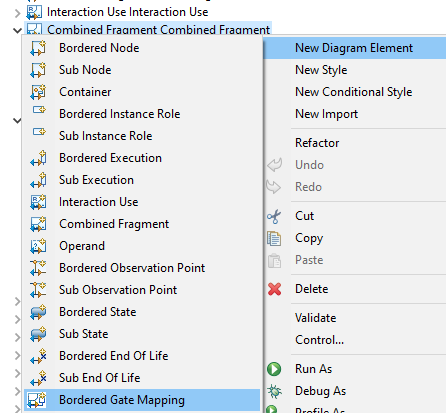 Interaction Use Interaction Use
Combined Fragment Combined Fragment
Bordered Node
Sub Node
Container
Bordered Instance Role
Sub Instance Role
Bordered Execution
Sub Execution
Interaction Use
Combined Fragment
Operand
Bordered Observation Point
Sub Observation Point
Bordered State
Sub State
Bordered End Of Life
Sub End Of Life
Bordered Gate Mapping
New Diagram Element
New Style
New Conditional Style
New Import
Refactor
Undo
Redo
Cut
Copy
Paste
Delete
Validate
Control...
Run As
Debug As
Profile As